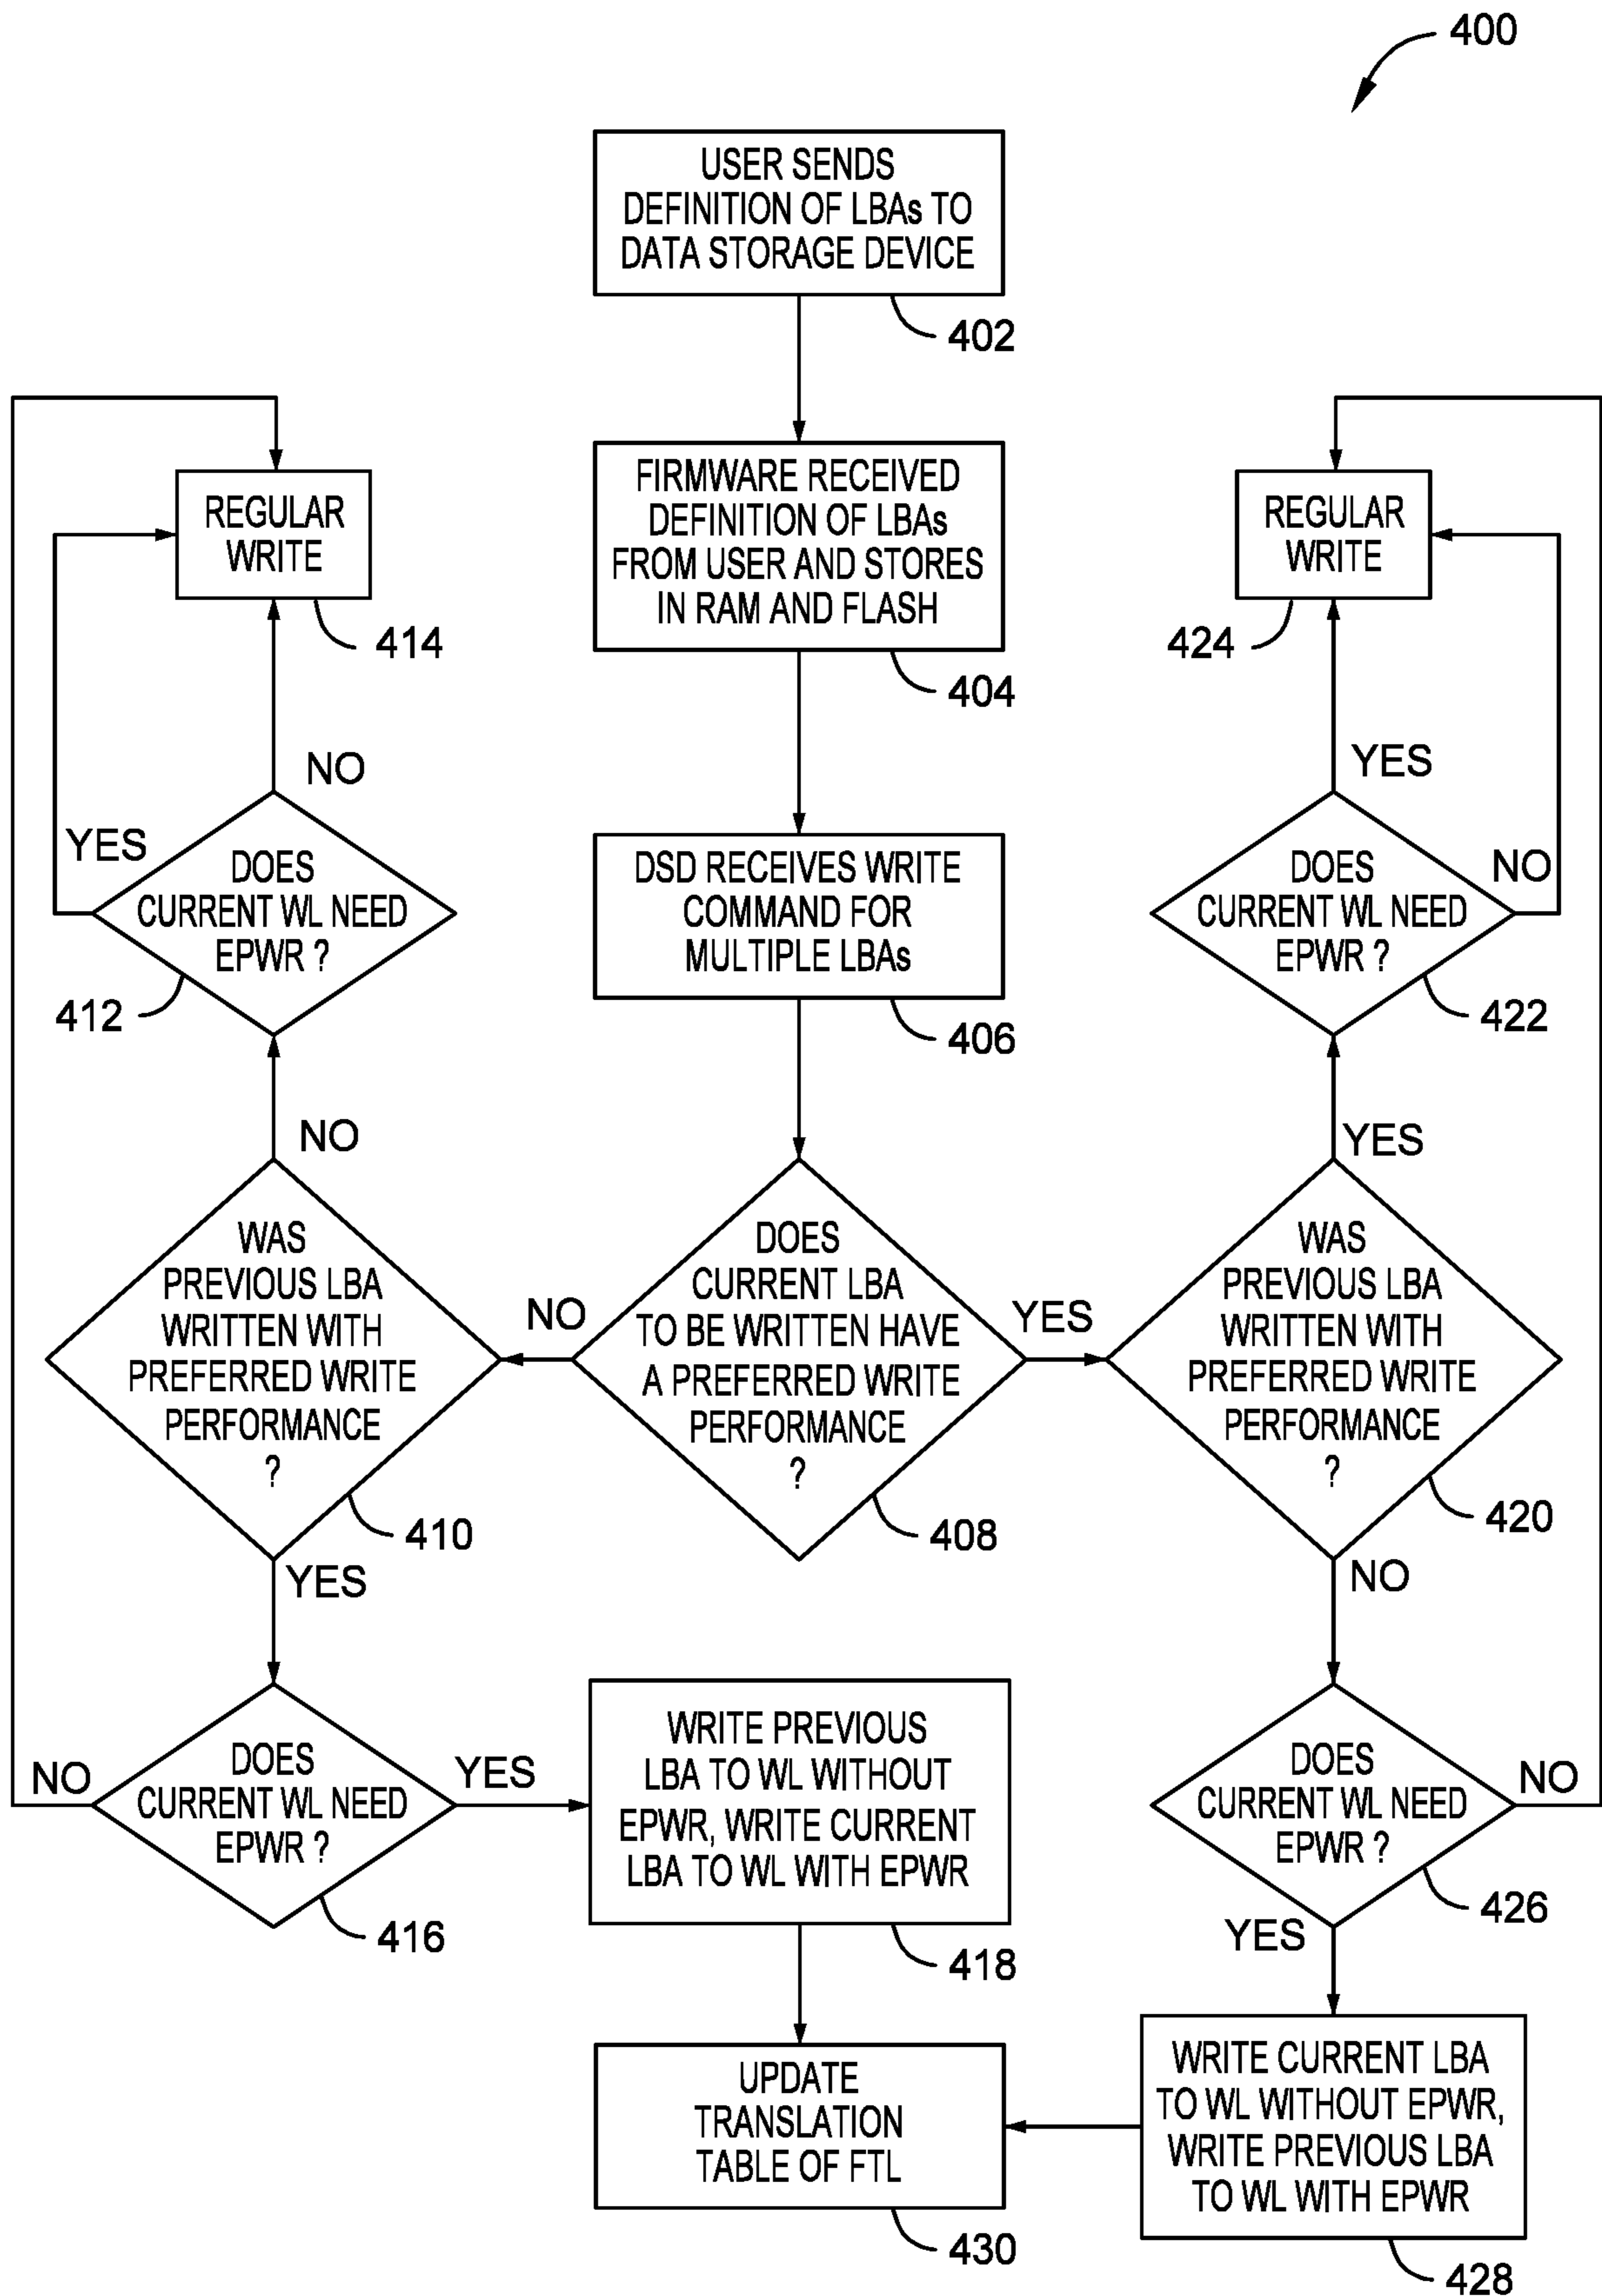 400
USER SENDS
DEFINITION OF LBAs TO
DATA STORAGE DEVICE
402
FIRMWARE RECEIVED
DEFINITION OF LBAs
FROM USER AND STORES
IN RAM AND FLASH
404
REGULAR
WRITE
414
REGULAR
WRITE
424
NO
YES
DOES
CURRENT WL NEED
EPWR ?
412
DSD RECEIVES WRITE
COMMAND FOR
MULTIPLE LBAs
406
YES
NO
DOES
CURRENT WL NEED
EPWR ?
422
NO
WAS
PREVIOUS LBA
WRITTEN WITH
PREFERRED WRITE
PERFORMANCE
?
410
NO
DOES
CURRENT LBA
TO BE WRITTEN HAVE
A PREFERRED WRITE
PERFORMANCE
?
408
YES
YES
WAS
PREVIOUS LBA
WRITTEN WITH
PREFERRED WRITE
PERFORMANCE
?
420
YES
NO
NO
DOES
CURRENT WL NEED
EPWR ?
416
YES
WRITE PREVIOUS
LBA TO WL WITHOUT
EPWR, WRITE CURRENT
LBA TO WL WITH EPWR
418
DOES
CURRENT WL NEED
EPWR ?
NO
426
YES
UPDATE
TRANSLATION
TABLE OF FTL
430
WRITE CURRENT LBA
TO WL WITHOUT EPWR,
WRITE PREVIOUS LBA
TO WL WITH EPWR
428